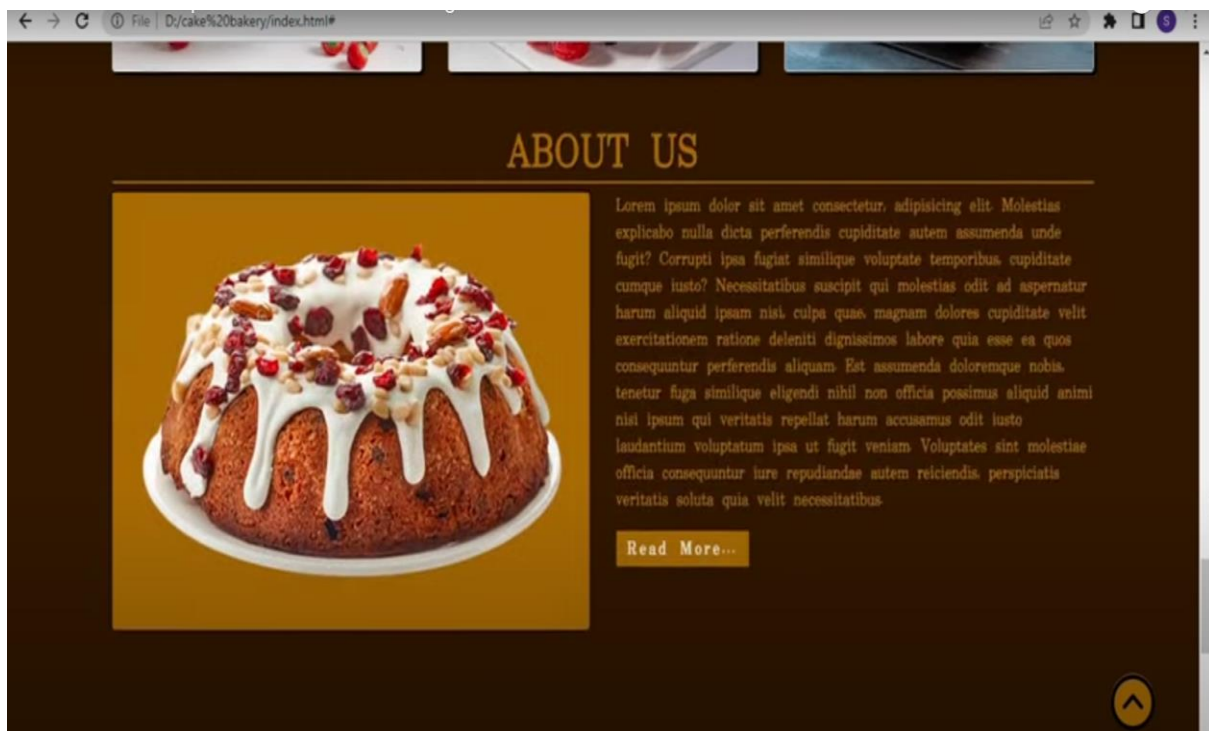 File D:/cake%20bakery/index.html#
S
ABOUT US
Lorem ipsum dolor sit amet consectetur, adipisicing elit. Molestias
explicabo nulla dicta perferendis cupiditate autem assumenda unde
fugit? Corrupti ipsa fugiat similique voluptate temporibus, cupiditate
cumque iusto? Necessitatibus suscipit qui molestias odit ad aspernatur
harum aliquid ipsam nisi, culpa quae, magnam dolores cupiditate velit
exercitationem ratione deleniti dignissimos labore quia esse ea quos
consequuntur perferendis aliquam. Est assumenda doloremque nobis,
tenetur fuga similique eligendi nihil non officia possimus aliquid animi
nisi ipsum qui veritatis repellat harum accusamus odit iusto
laudantium voluptatum ipsa ut fugit veniam. Voluptates sint molestiae
officia consequuntur iure repudiandae autem reiciendis, perspiciatis
veritatis soluta quia velit necessitatibus.
Read More...